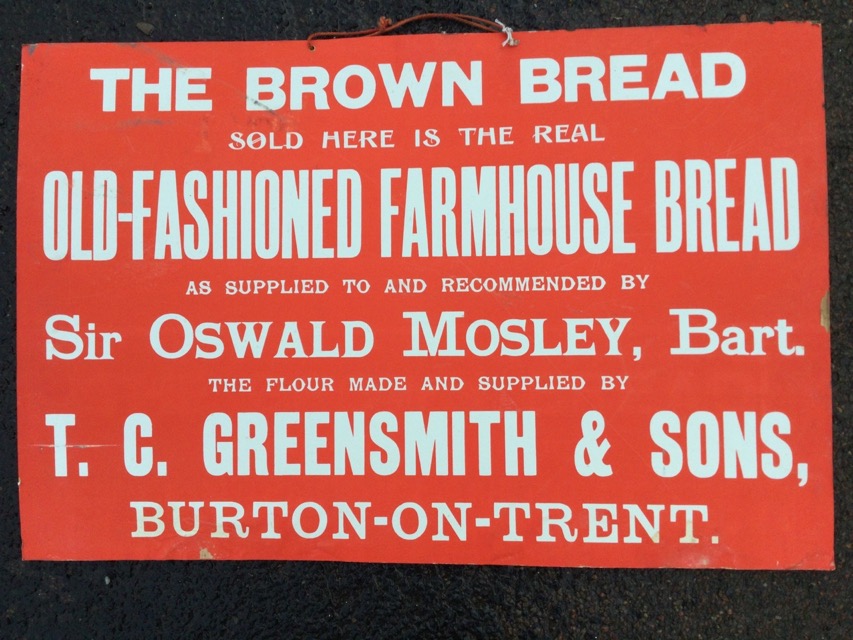 THE BROWN BREAD
SOLD HERE IS THE REAL
OLD-FASHIONED FARMHOUSE BREAD
AS SUPPLIED TO AND RECOMMENDED BY
Sir OSWALD MOSLEY, Bart.
THE FLOUR MADE AND SUPPLIED BY
T. C. GREENSMITH & SONS,
BURTON-ON-TRENT.